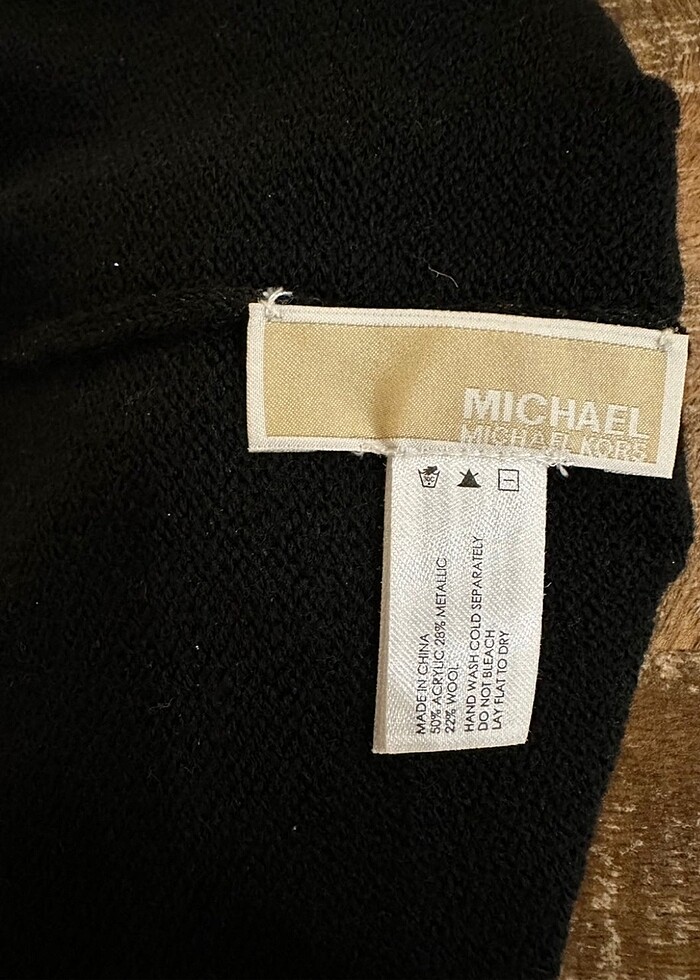 MICHAEL
MICHAEL KORS
MADE IN CHINA
50% ACRYLIC 28% METALLIC
22% WOOL
HAND WASH COLD SEPARATELY
DO NOT BLEACH
LAY FLAT TO DRY